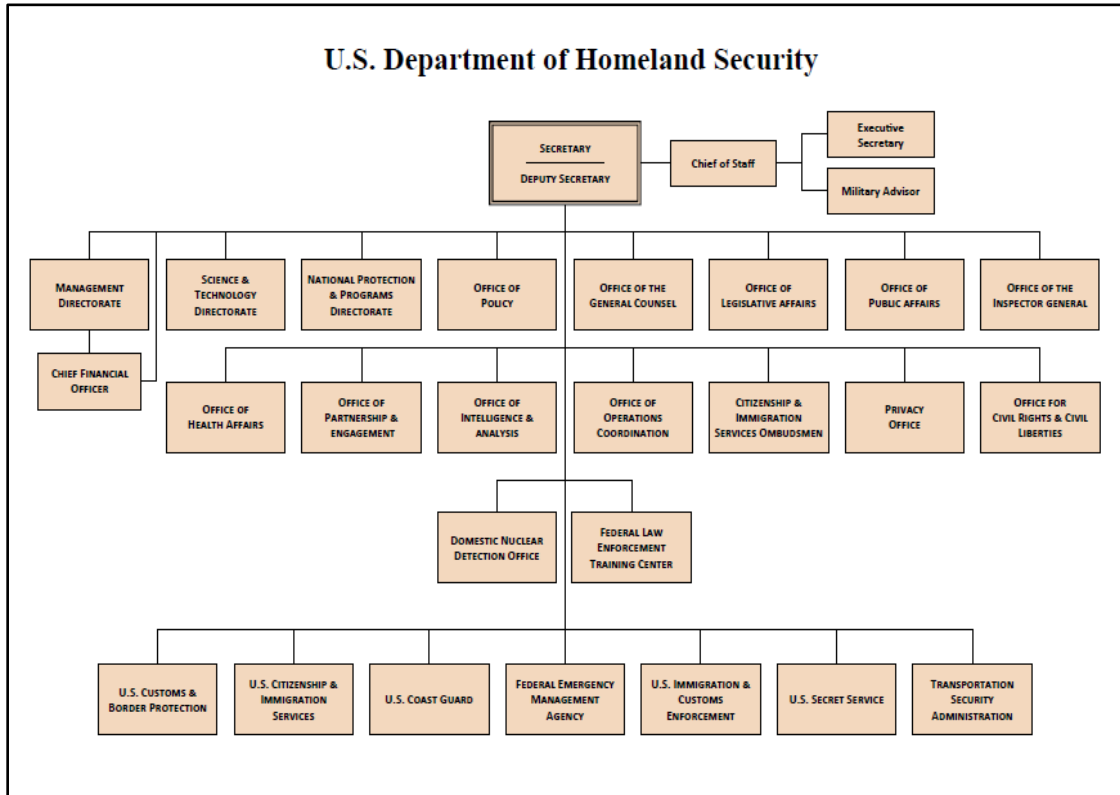 U.S. Department of Homeland Security
SECRETARY
DEPUTY SECRETARY
Chief of Staff
Executive
Secretary
Military Advisor
MANAGEMENT
DIRECTORATE
SCIENCE &
TECHNOLOGY
DIRECTORATE
NATIONAL PROTECTION
& PROGRAMS
DIRECTORATE
OFFICE OF
POLICY
OFFICE OF THE
GENERAL COUNSEL
OFFICE OF
LEGISLATIVE AFFAIRS
OFFICE OF
PUBLIC AFFAIRS
OFFICE OF THE
INSPECTOR GENERAL
CHIEF FINANCIAL
OFFICER
OFFICE OF
HEALTH AFFAIRS
OFFICE OF
PARTNERSHIP &
ENGAGEMENT
OFFICE OF
INTELLIGENCE &
ANALYSIS
OFFICE OF
OPERATIONS
COORDINATION
CITIZENSHIP &
IMMIGRATION
SERVICES OMBUDSMEN
PRIVACY
OFFICE
OFFICE FOR
CIVIL RIGHTS & CIVIL
LIBERTIES
DOMESTIC NUCLEAR
DETECTION OFFICE
FEDERAL LAW
ENFORCEMENT
TRAINING CENTER
U.S. CUSTOMS &
BORDER PROTECTION
U.S. CITIZENSHIP &
IMMIGRATION
SERVICES
U.S. COAST GUARD
FEDERAL EMERGENCY
MANAGEMENT
AGENCY
U.S. IMMIGRATION &
CUSTOMS
ENFORCEMENT
U.S. SECRET SERVICE
TRANSPORTATION
SECURITY
ADMINISTRATION